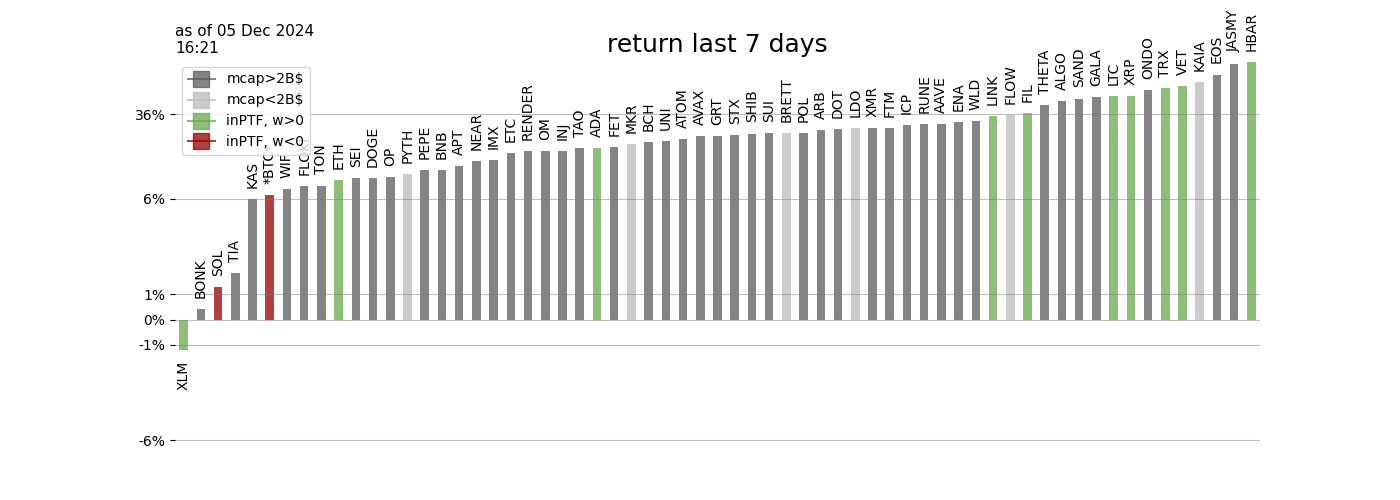 as of 05 Dec 2024
16:21
return last 7 days
mcap>2B$
mcap<2B$
inPTF, w>0
inPTF, w<0
36%
6%
1%
0%
-1%
-6%
XLM
BONK
SOL
TIA
KAS
*BTC*
WIF
FLOKI
TON
ETH
SEI
DOGE
OP
PYTH
PEPE
BNB
APT
NEAR
IMX
ETC
RENDER
OM
INJ
TAO
ADA
FET
MKR
BCH
UNI
ATOM
AVAX
GRT
STX
SHIB
SUI
BRETT
POL
ARB
DOT
LDO
XMR
FTM
ICP
RUNE
AAVE
ENA
WLD
LINK
FLOW
FIL
THETA
ALGO
SAND
GALA
LTC
XRP
ONDO
TRX
VET
KAIA
EOS
JASMY
HBAR